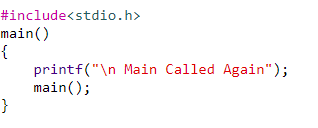 #include<stdio.h>
main()
{
    printf("\n Main Called Again");
    main();
}